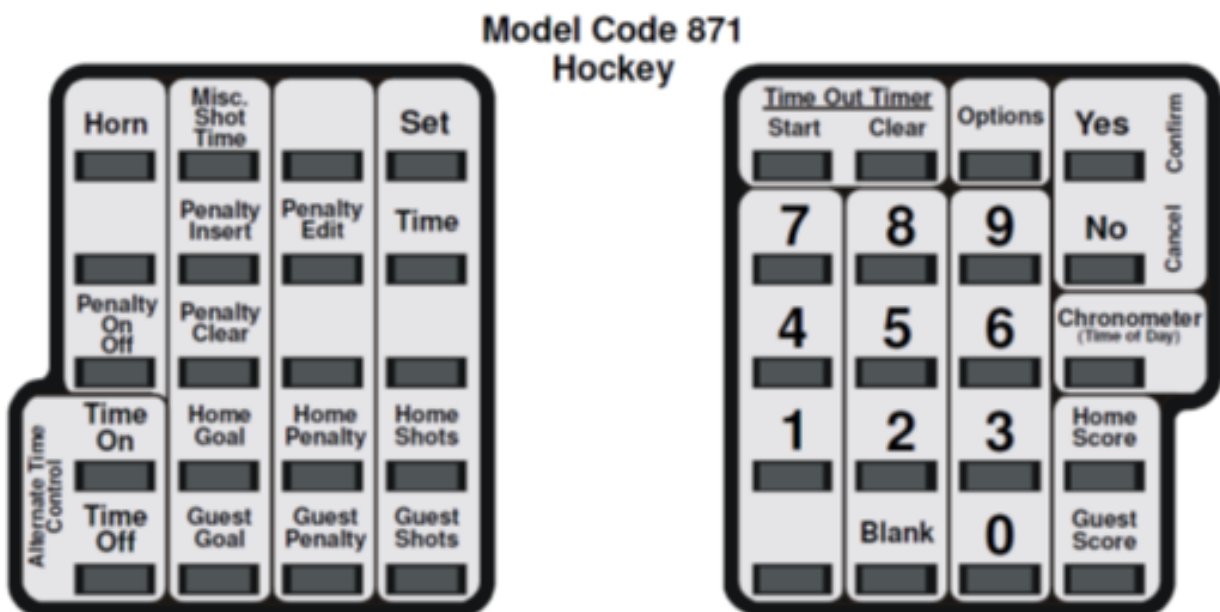 Model Code 871
Hockey
Horn
Misc.
Shot
Time
Set
Penalty
Insert
Penalty
Edit
Time
Penalty
On
Off
Penalty
Clear
Alternate Time
Control
Time
On
Home
Goal
Home
Penalty
Home
Shots
Time
Off
Guest
Goal
Guest
Penalty
Guest
Shots
Time Out Timer
Start Clear
Options
Yes
Confirm
7 8 9
No
Cancel
4 5 6
Chronometer
(Time of Day)
1 2 3
Home
Score
Blank
0
Guest
Score